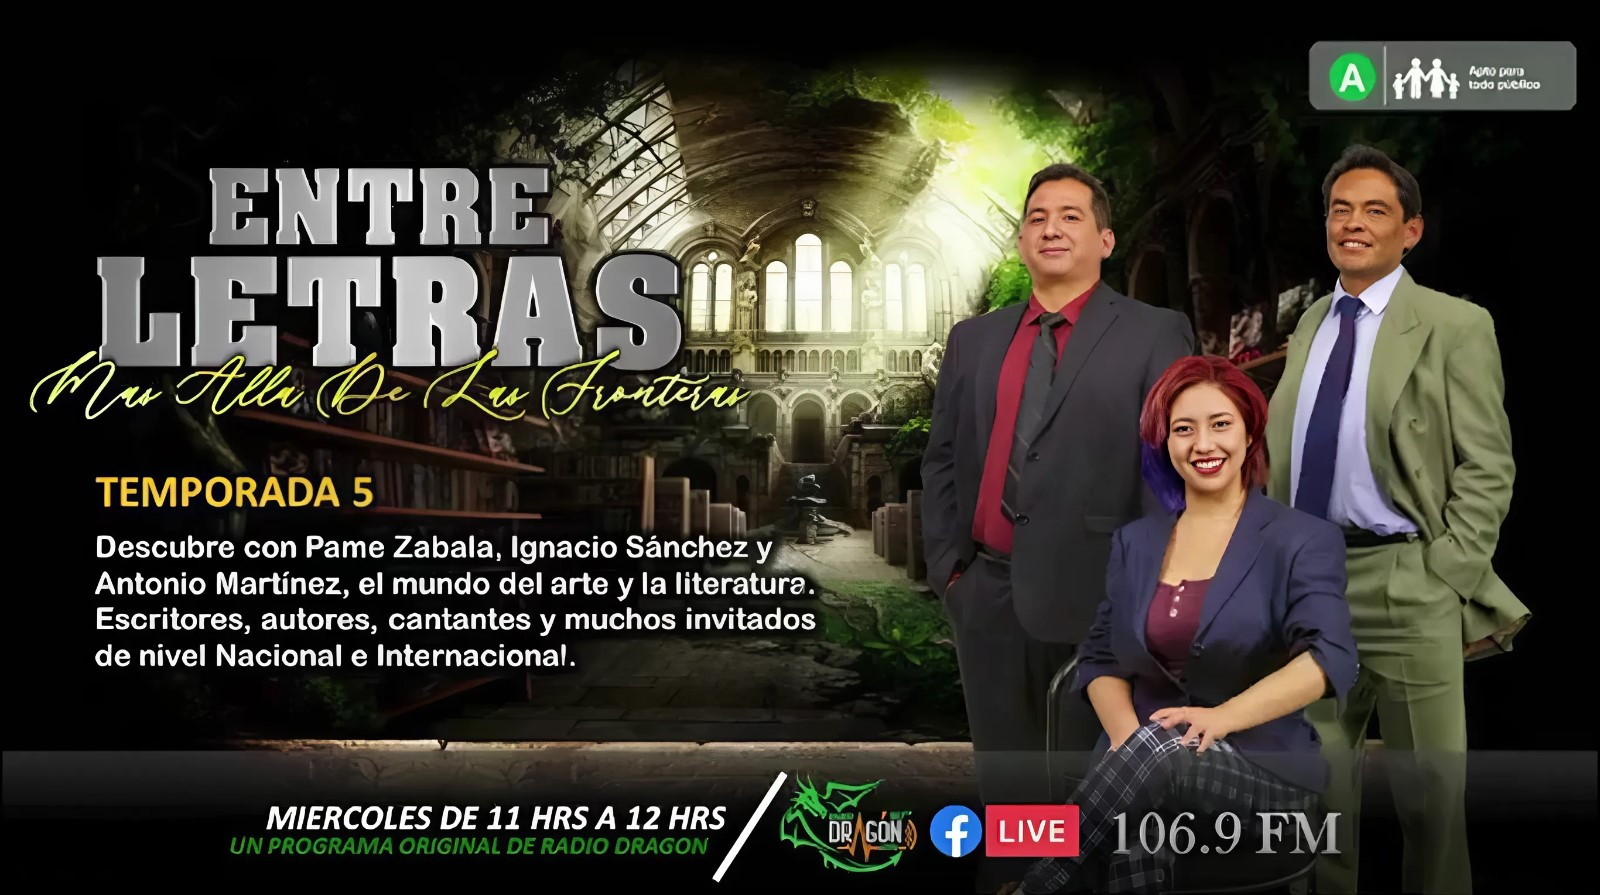 A
todo público
ENTRE
LETRAS
Mas Alla De Las Fronteras
TEMPORADA 5
Descubre con Pame Zabala, Ignacio Sánchez y
Antonio Martínez, el mundo del arte y la literatura.
Escritores, autores, cantantes y muchos invitados
de nivel Nacional e Internacional.
MIERCOLES DE 11 HRS A 12 HRS
UN PROGRAMA ORIGINAL DE RADIO DRAGON
DRAGÓN
f
LIVE
106.9 FM